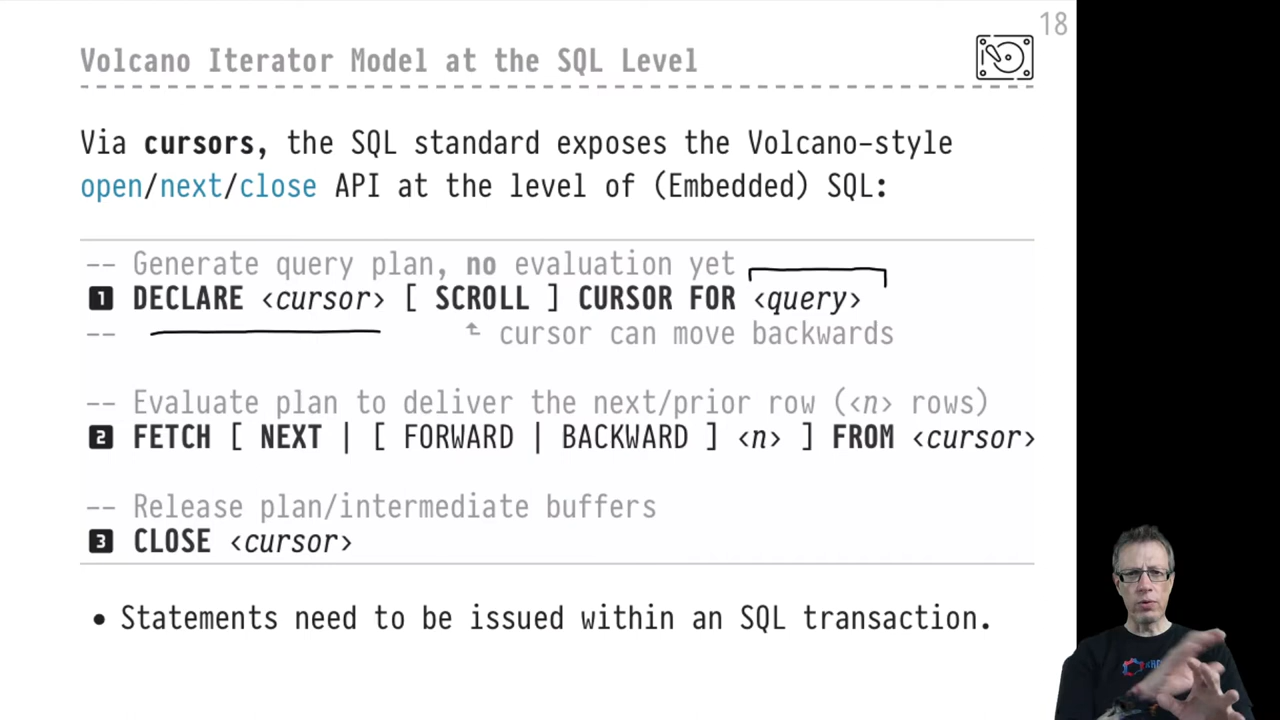 18
Volcano Iterator Model at the SQL Level
Via cursors, the SQL standard exposes the Volcano-style
open/next/close API at the level of (Embedded) SQL:
-- Generate query plan, no evaluation yet
1 DECLARE ‹cursor› [ SCROLL ] CURSOR FOR ‹query›
-- ⮤ cursor can move backwards
-- Evaluate plan to deliver the next/prior row (‹n› rows)
2 FETCH [ NEXT | [ FORWARD | BACKWARD ] ‹n› ] FROM ‹cursor›
-- Release plan/intermediate buffers
3 CLOSE ‹cursor›
• Statements need to be issued within an SQL transaction.